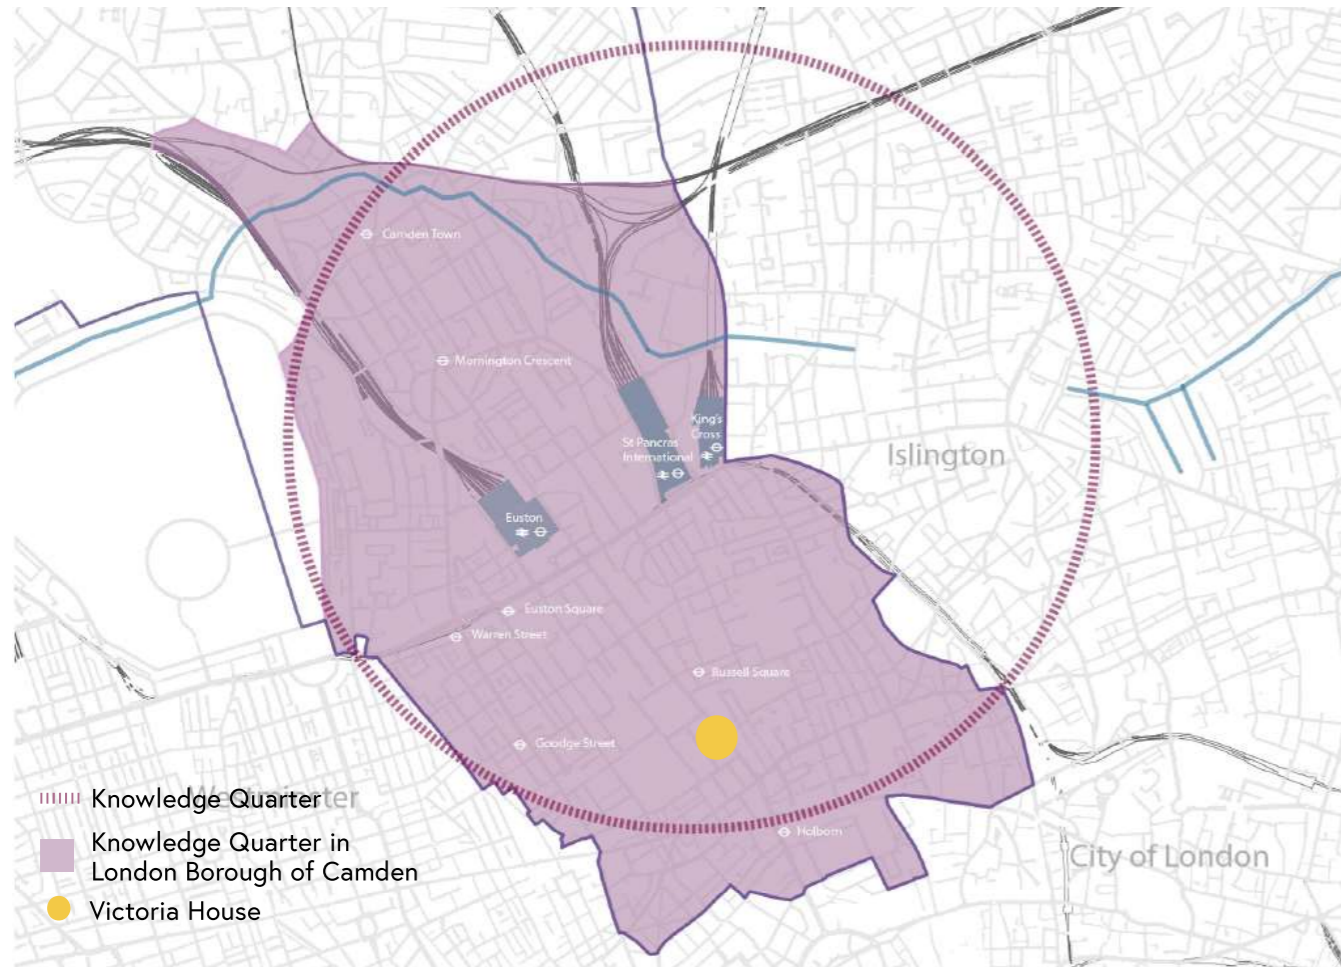 Camden Town
Mornington Crescent
King's
Cross
St Pancras
International
Islington
Euston
Euston Square
Warren Street
Russell Square
Goodge Street
Westminster
Knowledge Quarter
Holborn
Knowledge Quarter in
London Borough of Camden
City of London
Victoria House